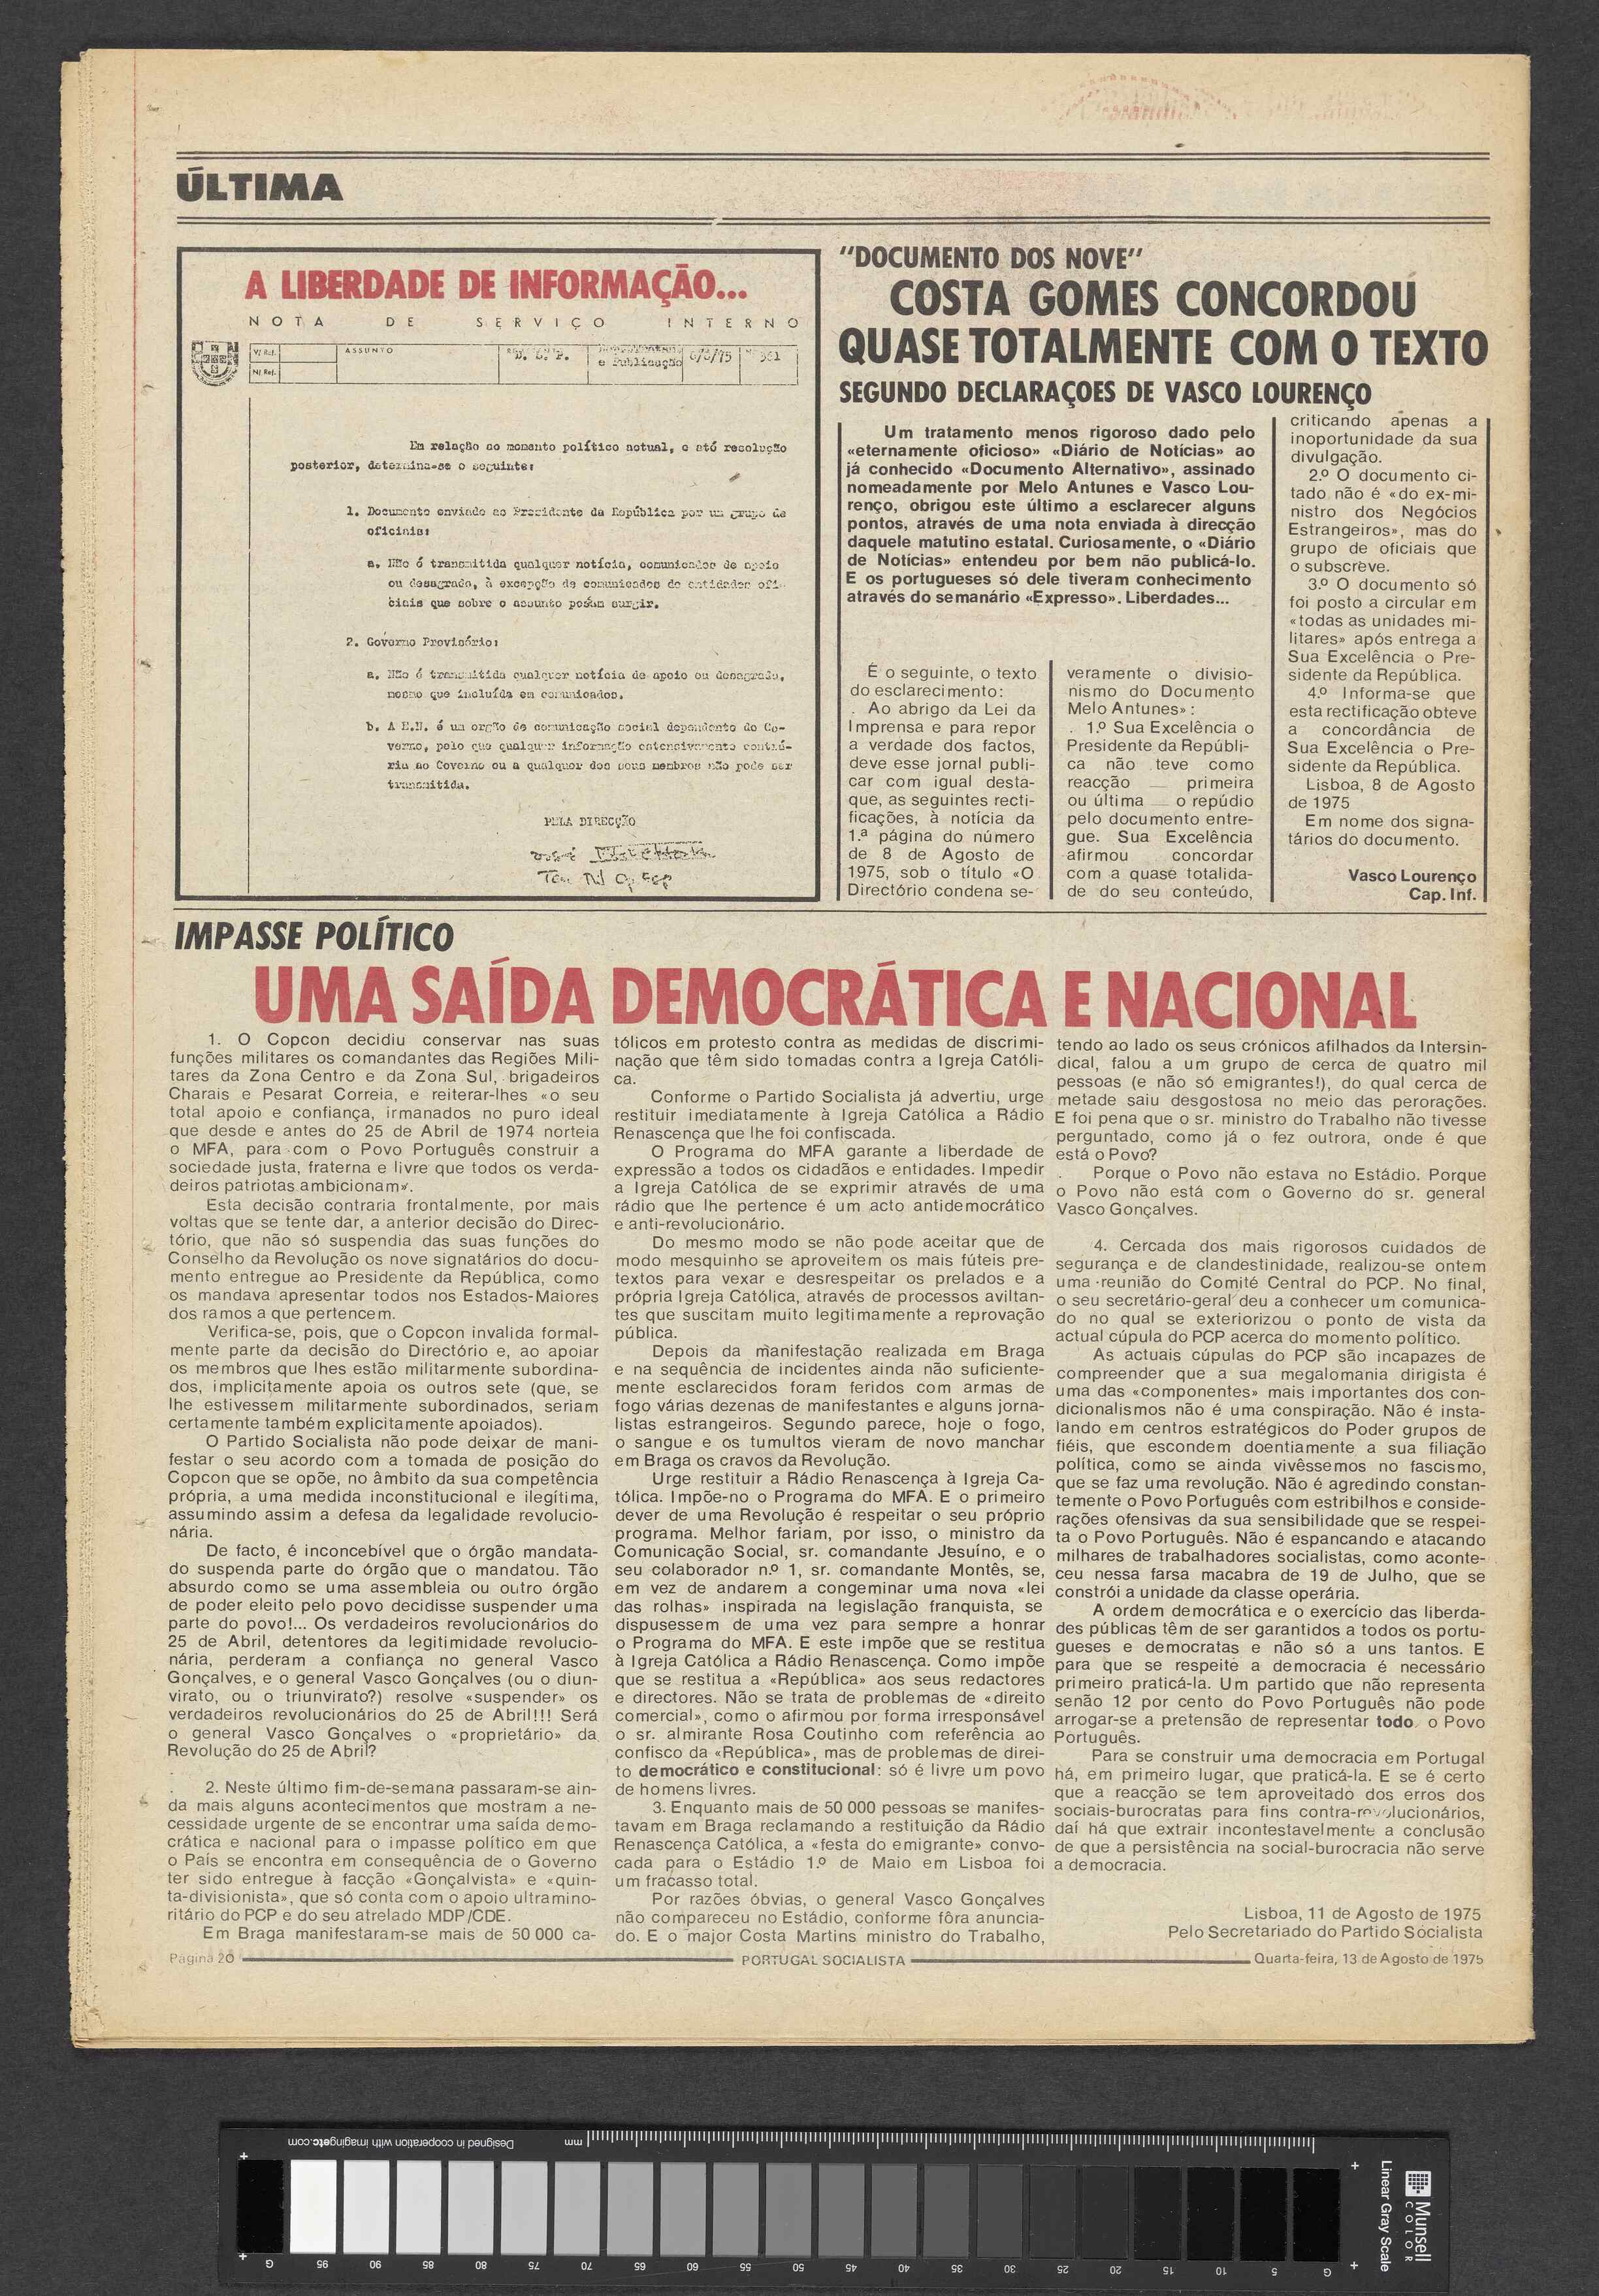 ÚLTIMA
A LIBERDADE DE INFORMAÇÃO...
NOTA DE SERVIÇO INTERNO
V/ Ref.
N/ Ref.
ASSUNTO
e Publicação
6/8/75
361
Em relação ao momento político actual, e até resolução
posterior, determina-se o seguinte:
1. Documento enviado ao Presidente da República por um grupo de
oficiais:
a. Não é transmitida qualquer notícia, comunicados de apoio
ou desagrado, à excepção de comunicados de entidades ofi-
ciais que sobre o assunto posam surgir.
2. Governo Provisório:
a. Não é transmitida qualquer notícia de apoio ou desagrado,
mesmo que incluída em comunicados.
b. A E.N. é um orgão de comunicação social dependente do Go-
verno, pelo que qualquer informação ostensivamente contrá-
ria ao Governo ou a qualquer dos seus membros não pode ser
transmitida.
PELA DIRECÇÃO
"DOCUMENTO DOS NOVE"
COSTA GOMES CONCORDOU
QUASE TOTALMENTE COM O TEXTO
SEGUNDO DECLARAÇOES DE VASCO LOURENÇO
Um tratamento menos rigoroso dado pelo
«eternamente oficioso» «Diário de Notícias» ao
já conhecido «Documento Alternativo», assinado
nomeadamente por Melo Antunes e Vasco Lou-
renço, obrigou este último a esclarecer alguns
pontos, através de uma nota enviada à direcção
daquele matutino estatal. Curiosamente, o «Diário
de Notícias» entendeu por bem não publicá-lo.
E os portugueses só dele tiveram conhecimento
através do semanário «Expresso». Liberdades...
É o seguinte, o texto
do esclarecimento:
Ao abrigo da Lei da
Imprensa e para repor
a verdade dos factos,
deve esse jornal publi-
car com igual desta-
que, as seguintes recti-
ficações, à notícia da
1.ª página do número
de 8 de Agosto de
1975, sob o título «O
Directório condena se-
veramente o divisio-
nismo do Documento
Melo Antunes»:
1.º Sua Excelência o
Presidente da Repúbli-
ca não teve como
reacção — primeira
ou última — o repúdio
pelo documento entre-
gue. Sua Excelência
afirmou concordar
com a quase totalida-
de do seu conteúdo,
criticando apenas a
inoportunidade da sua
divulgação.
2.º O documento ci-
tado não é «do ex-mi-
nistro dos Negócios
Estrangeiros», mas do
grupo de oficiais que
o subscreve.
3.º O documento só
foi posto a circular em
«todas as unidades mi-
litares» após entrega a
Sua Excelência o Pre-
sidente da República.
4.º Informa-se que
esta rectificação obteve
a concordância de
Sua Excelência o Pre-
sidente da República.
Lisboa, 8 de Agosto
de 1975
Em nome dos signa-
tários do documento.
Vasco Lourenço
Cap. Inf.
IMPASSE POLÍTICO
UMA SAÍDA DEMOCRÁTICA E NACIONAL
1. O Copcon decidiu conservar nas suas
funções militares os comandantes das Regiões Mili-
tares da Zona Centro e da Zona Sul, brigadeiros
Charais e Pesarat Correia, e reiterar-lhes «o seu
total apoio e confiança, irmanados no puro ideal
que desde e antes do 25 de Abril de 1974 norteia
o MFA, para com o Povo Português construir a
sociedade justa, fraterna e livre que todos os verda-
deiros patriotas ambicionam».
Esta decisão contraria frontalmente, por mais
voltas que se tente dar, a anterior decisão do Direc-
tório, que não só suspendia das suas funções do
Conselho da Revolução os nove signatários do docu-
mento entregue ao Presidente da República, como
os mandava apresentar todos nos Estados-Maiores
dos ramos a que pertencem.
Verifica-se, pois, que o Copcon invalida formal-
mente parte da decisão do Directório e, ao apoiar
os membros que lhes estão militarmente subordina-
dos, implicitamente apoia os outros sete (que, se
lhe estivessem militarmente subordinados, seriam
certamente também explicitamente apoiados).
O Partido Socialista não pode deixar de mani-
festar o seu acordo com a tomada de posição do
Copcon que se opõe, no âmbito da sua competência
própria, a uma medida inconstitucional e ilegítima,
assumindo assim a defesa da legalidade revolucio-
nária.
De facto, é inconcebível que o órgão mandata-
do suspenda parte do órgão que o mandatou. Tão
absurdo como se uma assembleia ou outro órgão
de poder eleito pelo povo decidisse suspender uma
parte do povo!... Os verdadeiros revolucionários do
25 de Abril, detentores da legitimidade revolucio-
nária, perderam a confiança no general Vasco
Gonçalves, e o general Vasco Gonçalves (ou o diun-
virato, ou o triunvirato?) resolve «suspender» os
verdadeiros revolucionários do 25 de Abril!!! Será
o general Vasco Gonçalves o «proprietário» da
Revolução do 25 de Abril?
2. Neste último fim-de-semana passaram-se ain-
da mais alguns acontecimentos que mostram a ne-
cessidade urgente de se encontrar uma saída demo-
crática e nacional para o impasse político em que
o País se encontra em consequência de o Governo
ter sido entregue à facção «Gonçalvista» e «quin-
ta-divisionista», que só conta com o apoio ultramino-
ritário do PCP e do seu atrelado MDP/CDE.
Em Braga manifestaram-se mais de 50 000 ca-
tólicos em protesto contra as medidas de discrimi-
nação que têm sido tomadas contra a Igreja Católi-
ca.
Conforme o Partido Socialista já advertiu, urge
restituir imediatamente à Igreja Católica a Rádio
Renascença que lhe foi confiscada.
O Programa do MFA garante a liberdade de
expressão a todos os cidadãos e entidades. Impedir
a Igreja Católica de se exprimir através de uma
rádio que lhe pertence é um acto antidemocrático
e anti-revolucionário.
Do mesmo modo se não pode aceitar que de
modo mesquinho se aproveitem os mais fúteis pre-
textos para vexar e desrespeitar os prelados e a
própria Igreja Católica, através de processos aviltan-
tes que suscitam muito legitimamente a reprovação
pública.
Depois da manifestação realizada em Braga
e na sequência de incidentes ainda não suficiente-
mente esclarecidos foram feridos com armas de
fogo várias dezenas de manifestantes e alguns jorna-
listas estrangeiros. Segundo parece, hoje o fogo,
o sangue e os tumultos vieram de novo manchar
em Braga os cravos da Revolução.
Urge restituir a Rádio Renascença à Igreja Ca-
tólica. Impõe-no o Programa do MFA. E o primeiro
dever de uma Revolução é respeitar o seu próprio
programa. Melhor fariam, por isso, o ministro da
Comunicação Social, sr. comandante Jesuíno, e o
seu colaborador n.º 1, sr. comandante Montês, se,
em vez de andarem a congeminar uma nova «lei
das rolhas» inspirada na legislação franquista, se
dispusessem de uma vez para sempre a honrar
o Programa do MFA. E este impõe que se restitua
à Igreja Católica a Rádio Renascença. Como impõe
que se restitua a «República» aos seus redactores
e directores. Não se trata de problemas de «direito
comercial», como o afirmou por forma irresponsável
o sr. almirante Rosa Coutinho com referência ao
confisco da «República», mas de problemas de direi-
to democrático e constitucional: só é livre um povo
de homens livres.
3. Enquanto mais de 50 000 pessoas se manifes-
tavam em Braga reclamando a restituição da Rádio
Renascença Católica, a «festa do emigrante» convo-
cada para o Estádio 1.º de Maio em Lisboa foi
um fracasso total.
Por razões óbvias, o general Vasco Gonçalves
não compareceu no Estádio, conforme fôra anuncia-
do. E o major Costa Martins ministro do Trabalho,
tendo ao lado os seus crónicos afilhados da Intersin-
dical, falou a um grupo de cerca de quatro mil
pessoas (e não só emigrantes!), do qual cerca de
metade saiu desgostosa no meio das perorações.
E foi pena que o sr. ministro do Trabalho não tivesse
perguntado, como já o fez outrora, onde é que
está o Povo?
Porque o Povo não estava no Estádio. Porque
o Povo não está com o Governo do sr. general
Vasco Gonçalves.
4. Cercada dos mais rigorosos cuidados de
segurança e de clandestinidade, realizou-se ontem
uma reunião do Comité Central do PCP. No final,
o seu secretário-geral deu a conhecer um comunica-
do no qual se exteriorizou o ponto de vista da
actual cúpula do PCP acerca do momento político.
As actuais cúpulas do PCP são incapazes de
compreender que a sua megalomania dirigista é
uma das «componentes» mais importantes dos con-
dicionalismos não é uma conspiração. Não é insta-
lando em centros estratégicos do Poder grupos de
fiéis, que escondem doentiamente a sua filiação
política, como se ainda vivêssemos no fascismo,
que se faz uma revolução. Não é agredindo constan-
temente o Povo Português com estribilhos e conside-
rações ofensivas da sua sensibilidade que se respei-
ta o Povo Português. Não é espancando e atacando
milhares de trabalhadores socialistas, como aconte-
ceu nessa farsa macabra de 19 de Julho, que se
constrói a unidade da classe operária.
A ordem democrática e o exercício das liberda-
des públicas têm de ser garantidos a todos os portu-
gueses e democratas e não só a uns tantos. E
para que se respeite a democracia é necessário
primeiro praticá-la. Um partido que não representa
senão 12 por cento do Povo Português não pode
arrogar-se a pretensão de representar todo o Povo
Português.
Para se construir uma democracia em Portugal
há, em primeiro lugar, que praticá-la. E se é certo
que a reacção se tem aproveitado dos erros dos
sociais-burocratas para fins contra-revolucionários,
daí há que extrair incontestavelmente a conclusão
de que a persistência na social-burocracia não serve
a democracia.
Lisboa, 11 de Agosto de 1975
Pelo Secretariado do Partido Socialista
Página 20
PORTUGAL SOCIALISTA
Quarta-feira, 13 de Agosto de 1975
Designed in cooperation with imagingetc.com
mm
G 95 90 85 80 75 70 65 60 55 50 45 40 35 30 25 20 15 10 5 G
Munsell
COLOR
Linear Gray Scale